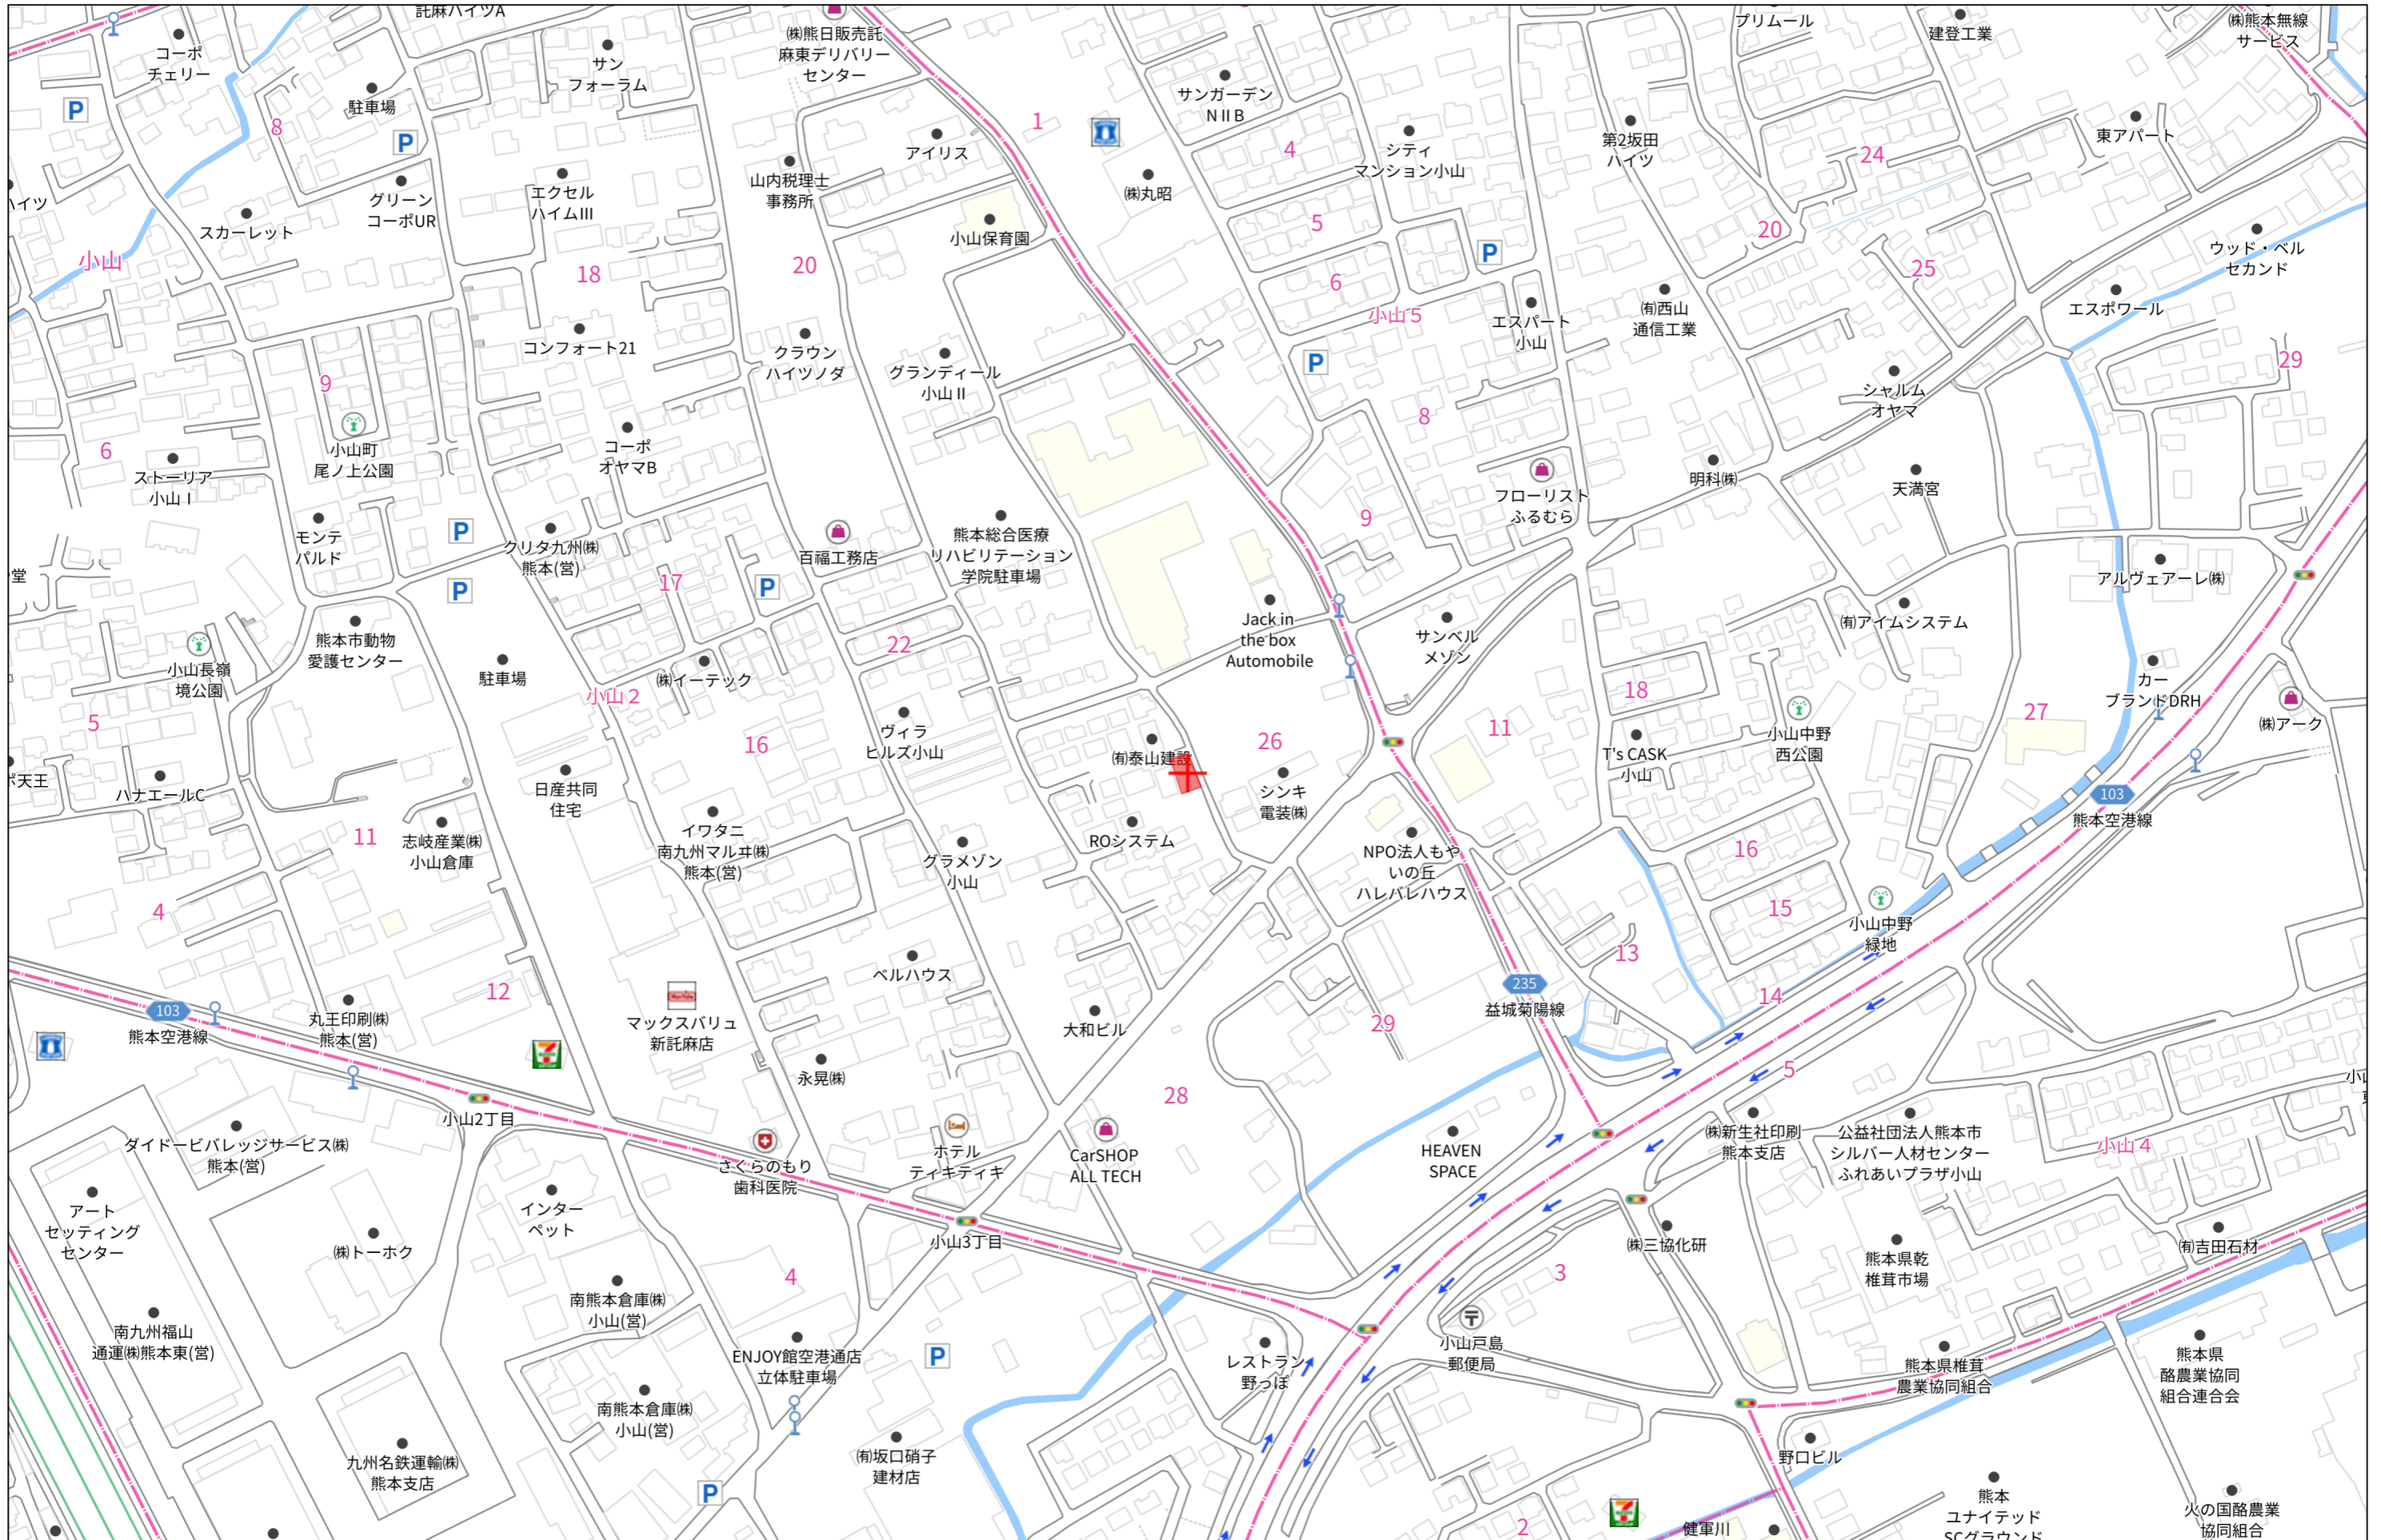 託麻ハイツA
コーポ
チェリー
駐車場
サン
フォーラム
㈱熊日販売託
麻東デリバリー
センター
プリムール
建登工業
㈱熊本無線
サービス
P
8
P
1
サンガーデン
NⅡB
4
シティ
マンション小山
第2坂田
ハイツ
24
東アパート
アイリス
山内税理士
事務所
㈱丸昭
グリーン
コーポUR
エクセル
ハイムⅢ
ハイツ
スカーレット
小山
小山保育園
5
P
20
ウッド・ベル
セカンド
18
20
6
小山5
25
エスポワール
コンフォート21
クラウン
ハイツノダ
エスパート
小山
㈲西山
通信工業
グランディール
小山Ⅱ
P
29
9
小山町
尾ノ上公園
コーポ
オヤマB
8
シャルム
オヤマ
6
ストーリア
小山Ⅰ
明科㈱
天満宮
フローリスト
ふるむら
9
モンテ
パルド
P
クリタ九州㈱
熊本(営)
百福工務店
熊本総合医療
リハビリテーション
学院駐車場
堂
P
17
P
アルヴェアーレ㈱
Jack in
the box
Automobile
サンベル
メゾン
㈲アイムシステム
熊本市動物
愛護センター
小山長嶺
境公園
駐車場
小山2
㈱イーテック
22
18
カー
ブランドDRH
5
16
ヴィラ
ヒルズ小山
㈲泰山建設
26
11
T's CASK
小山
小山中野
西公園
27
㈱アーク
ポ天王
ハナエールC
日産共同
住宅
シンキ
電装㈱
103
熊本空港線
11
志岐産業㈱
小山倉庫
イワタニ
南九州マルヰ㈱
熊本(営)
グラメゾン
小山
ROシステム
NPO法人もや
いの丘
ハレバレハウス
16
15
4
小山中野
緑地
13
12
ベルハウス
235
益城菊陽線
14
103
熊本空港線
丸王印刷㈱
熊本(営)
マックスバリュ
新託麻店
大和ビル
29
永晃㈱
28
5
小山2丁目
ダイドービバレッジサービス㈱
熊本(営)
さくらのもり
歯科医院
ホテル
ティキティキ
CarSHOP
ALL TECH
HEAVEN
SPACE
㈱新生社印刷
熊本支店
公益社団法人熊本市
シルバー人材センター
ふれあいプラザ小山
小山4
アート
セッティング
センター
インター
ペット
㈱トーホク
小山3丁目
㈱三協化研
熊本県乾
椎茸市場
㈲吉田石材
4
3
南熊本倉庫㈱
小山(営)
南九州福山
通運㈱熊本東(営)
ENJOY館空港通店
立体駐車場
P
レストラン
野っぽ
小山戸島
郵便局
熊本県椎茸
農業協同組合
熊本県
酪農業協同
組合連合会
南熊本倉庫㈱
小山(営)
九州名鉄運輸㈱
熊本支店
㈲坂口硝子
建材店
野口ビル
P
2
健軍川
熊本
ユナイテッド
SCグラウンド
火の国酪農業
協同組合